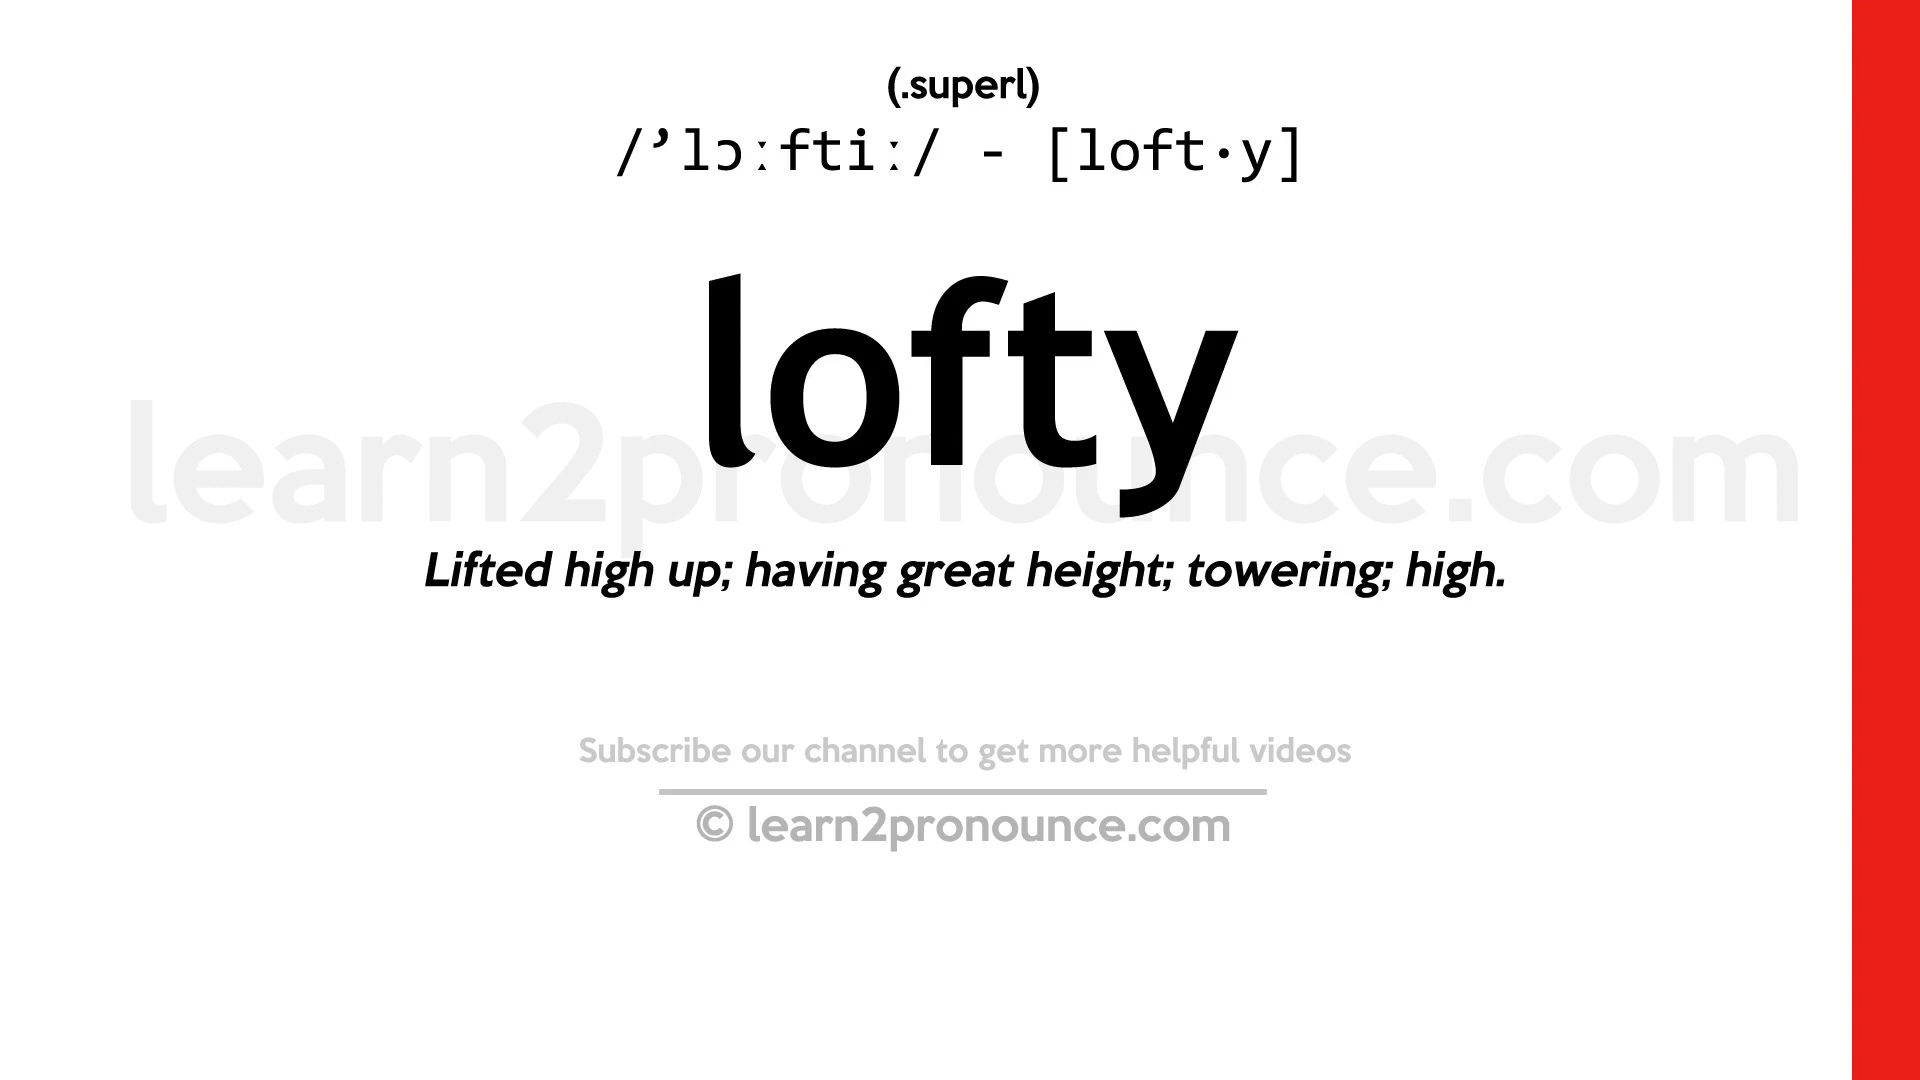 (.superl)
/’lɔːftiː/ - [loft·y]
lofty
learn2pronounce.com
Lifted high up; having great height; towering; high.
Subscribe our channel to get more helpful videos
© learn2pronounce.com